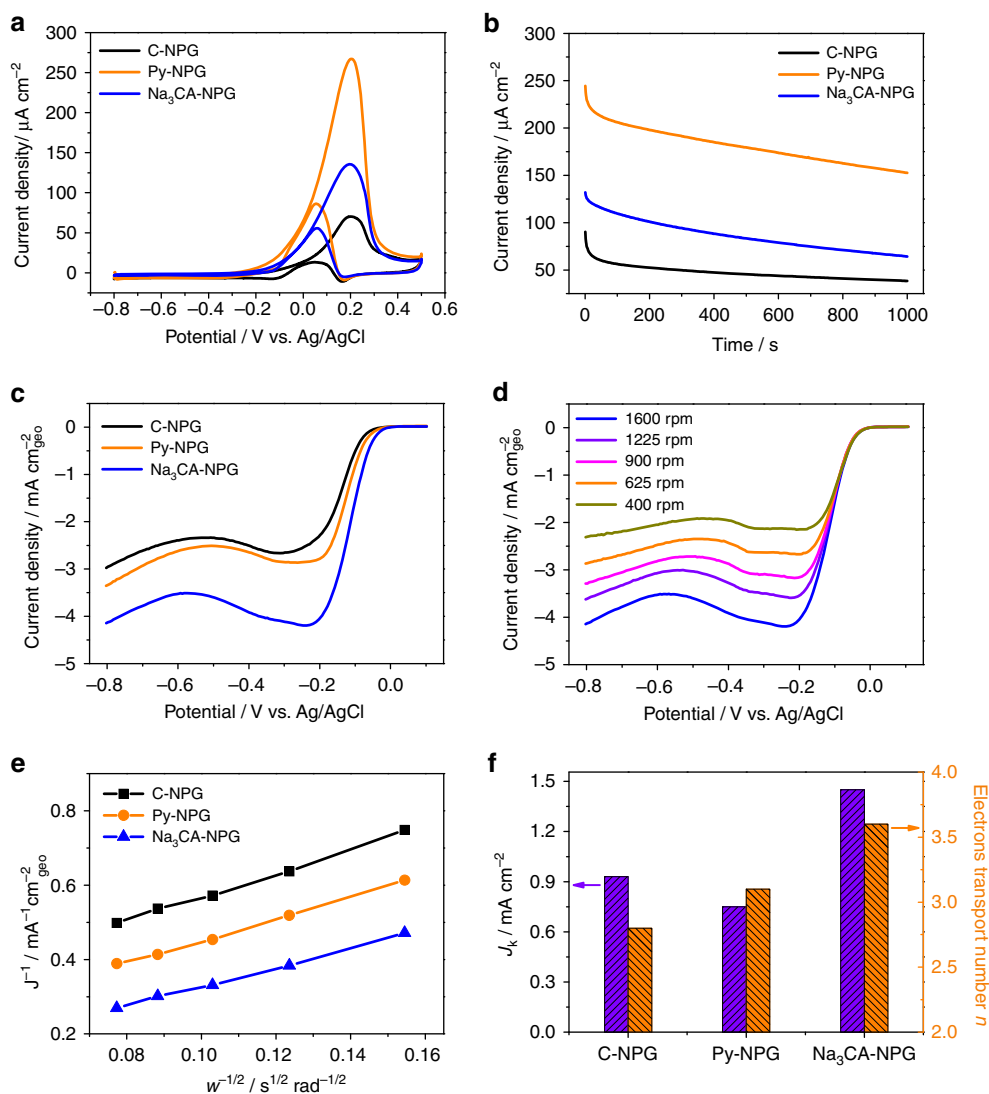 a
300
250
200
150
100
50
0
Current density/ μA cm⁻²
C-NPG
Py-NPG
Na₃CA-NPG
−0.8 −0.6 −0.4 −0.2 0.0 0.2 0.4 0.6
Potential / V vs. Ag/AgCl
b
300
250
200
150
100
50
Current density / μA cm⁻²
C-NPG
Py-NPG
Na₃CA-NPG
0 200 400 600 800 1000
Time / s
c
0
−1
−2
−3
−4
−5
Current density / mA cm⁻²geo
C-NPG
Py-NPG
Na₃CA-NPG
−0.8 −0.6 −0.4 −0.2 0.0
Potential / V vs. Ag/AgCl
d
0
−1
−2
−3
−4
−5
Current density / mA cm⁻²geo
1600 rpm
1225 rpm
900 rpm
625 rpm
400 rpm
−0.8 −0.6 −0.4 −0.2 0.0
Potential / V vs. Ag/AgCl
e
0.8
0.6
0.4
0.2
J⁻¹ / mA⁻¹cm⁻²geo
C-NPG
Py-NPG
Na₃CA-NPG
0.08 0.10 0.12 0.14 0.16
w⁻¹/² / s¹/² rad⁻¹/²
f
1.5
1.2
0.9
0.6
0.3
0.0
Jₖ / mA cm⁻²
4.0
3.5
3.0
2.5
2.0
Electrons transport number n
C-NPG Py-NPG Na₃CA-NPG